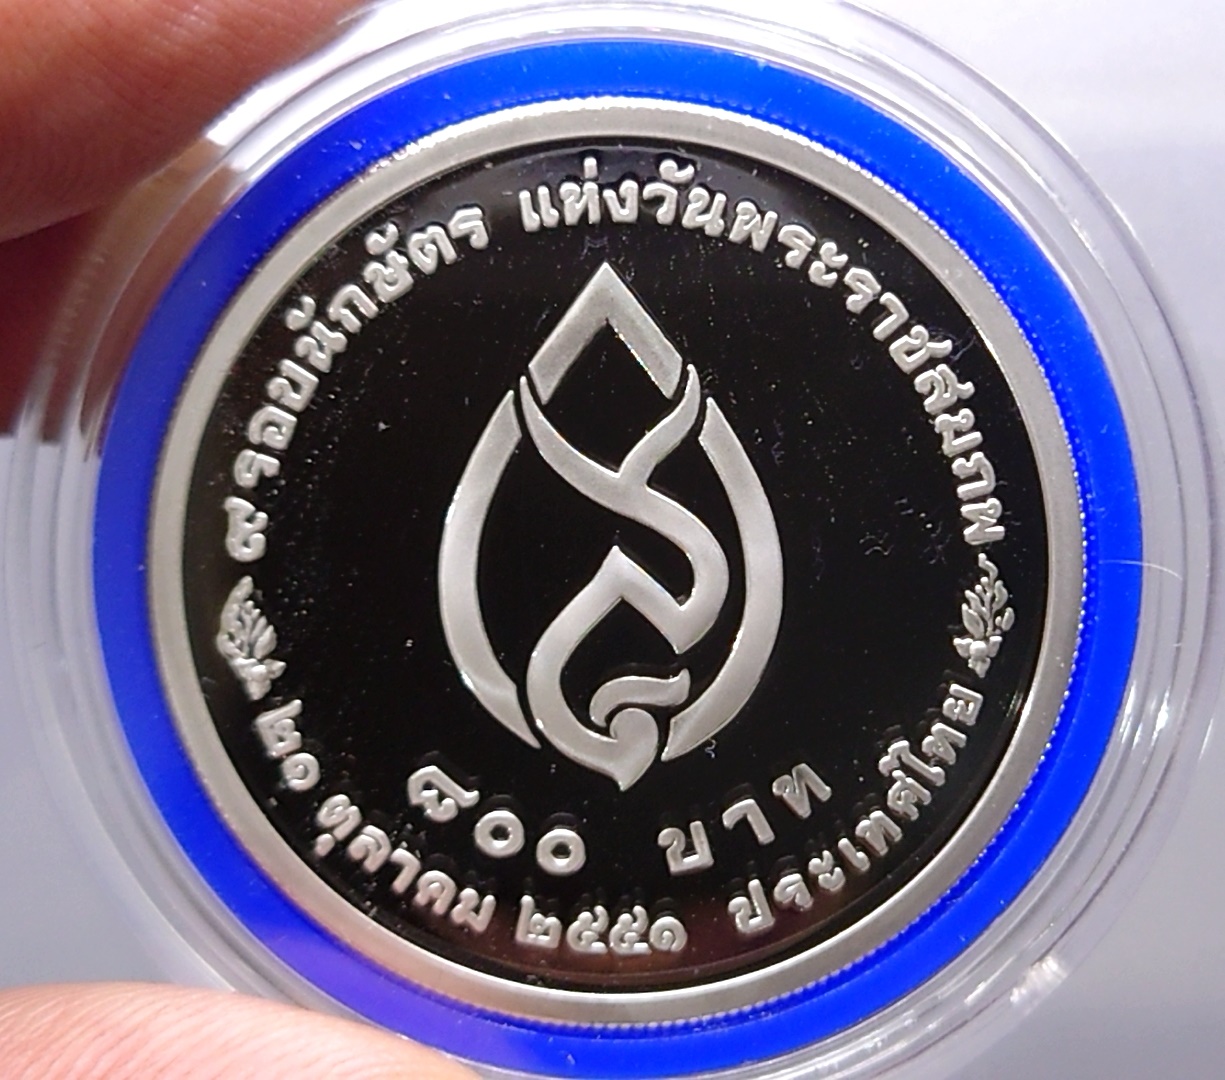 ๙ รอบนักษัตร แห่งวันพระราชสมภพ
๘๐๐ บาท
๒๑ ตุลาคม ๒๕๕๑ ประเทศไทย